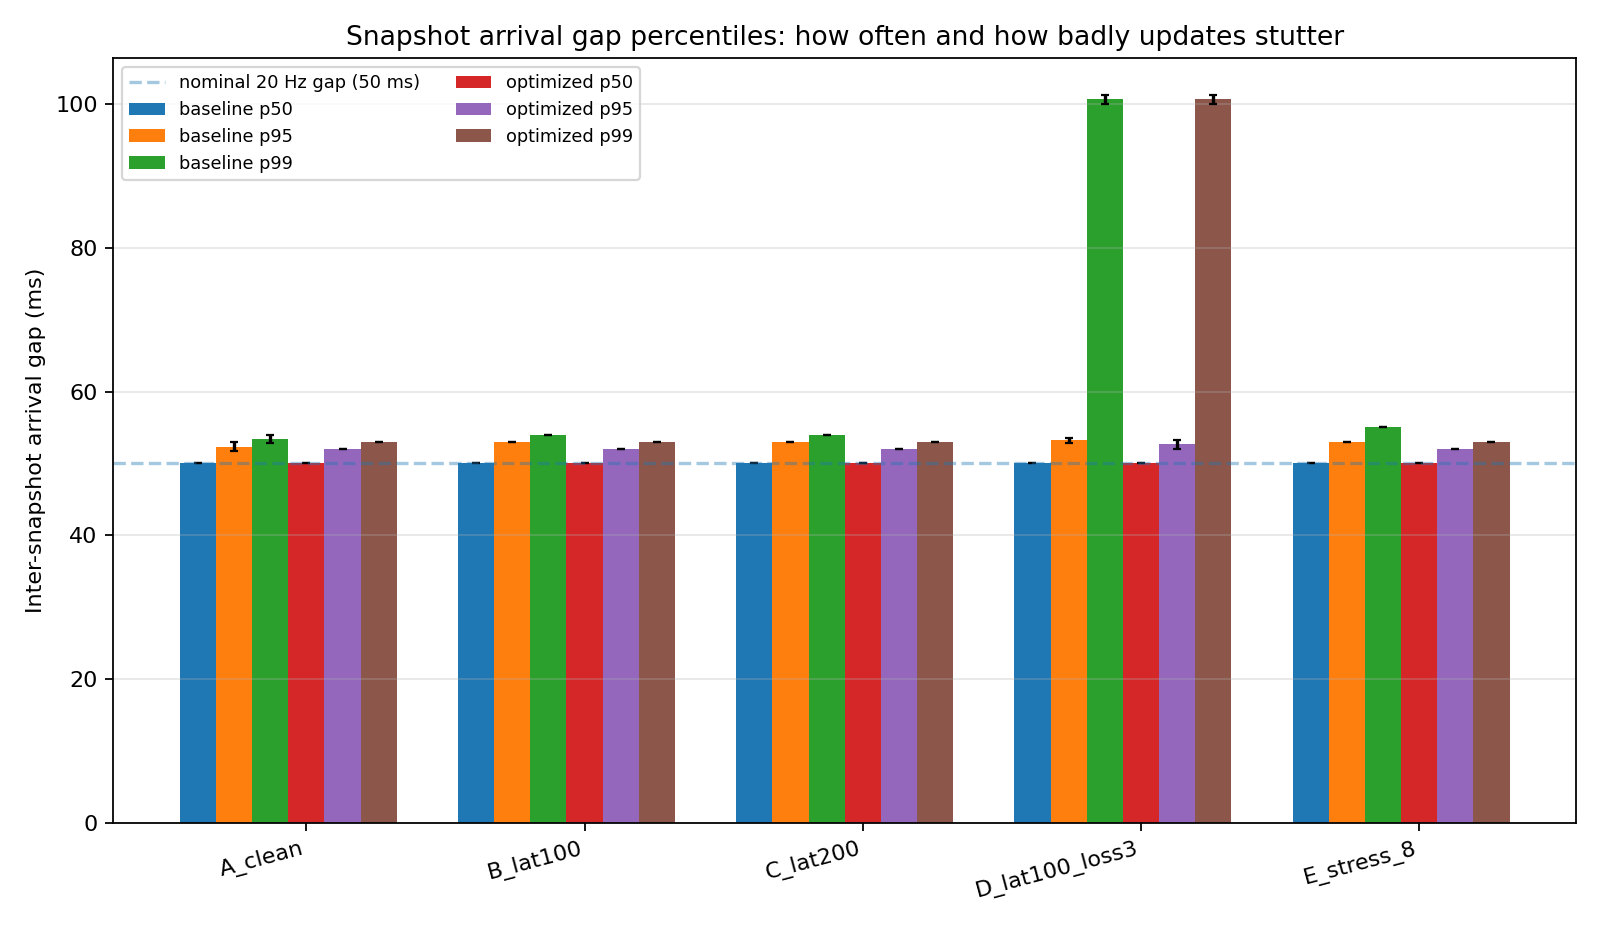 Snapshot arrival gap percentiles: how often and how badly updates stutter
nominal 20 Hz gap (50 ms)
baseline p50
baseline p95
baseline p99
optimized p50
optimized p95
optimized p99
Inter-snapshot arrival gap (ms)
100
80
60
40
20
0
A_clean
B_lat100
C_lat200
D_lat100_loss3
E_stress_8